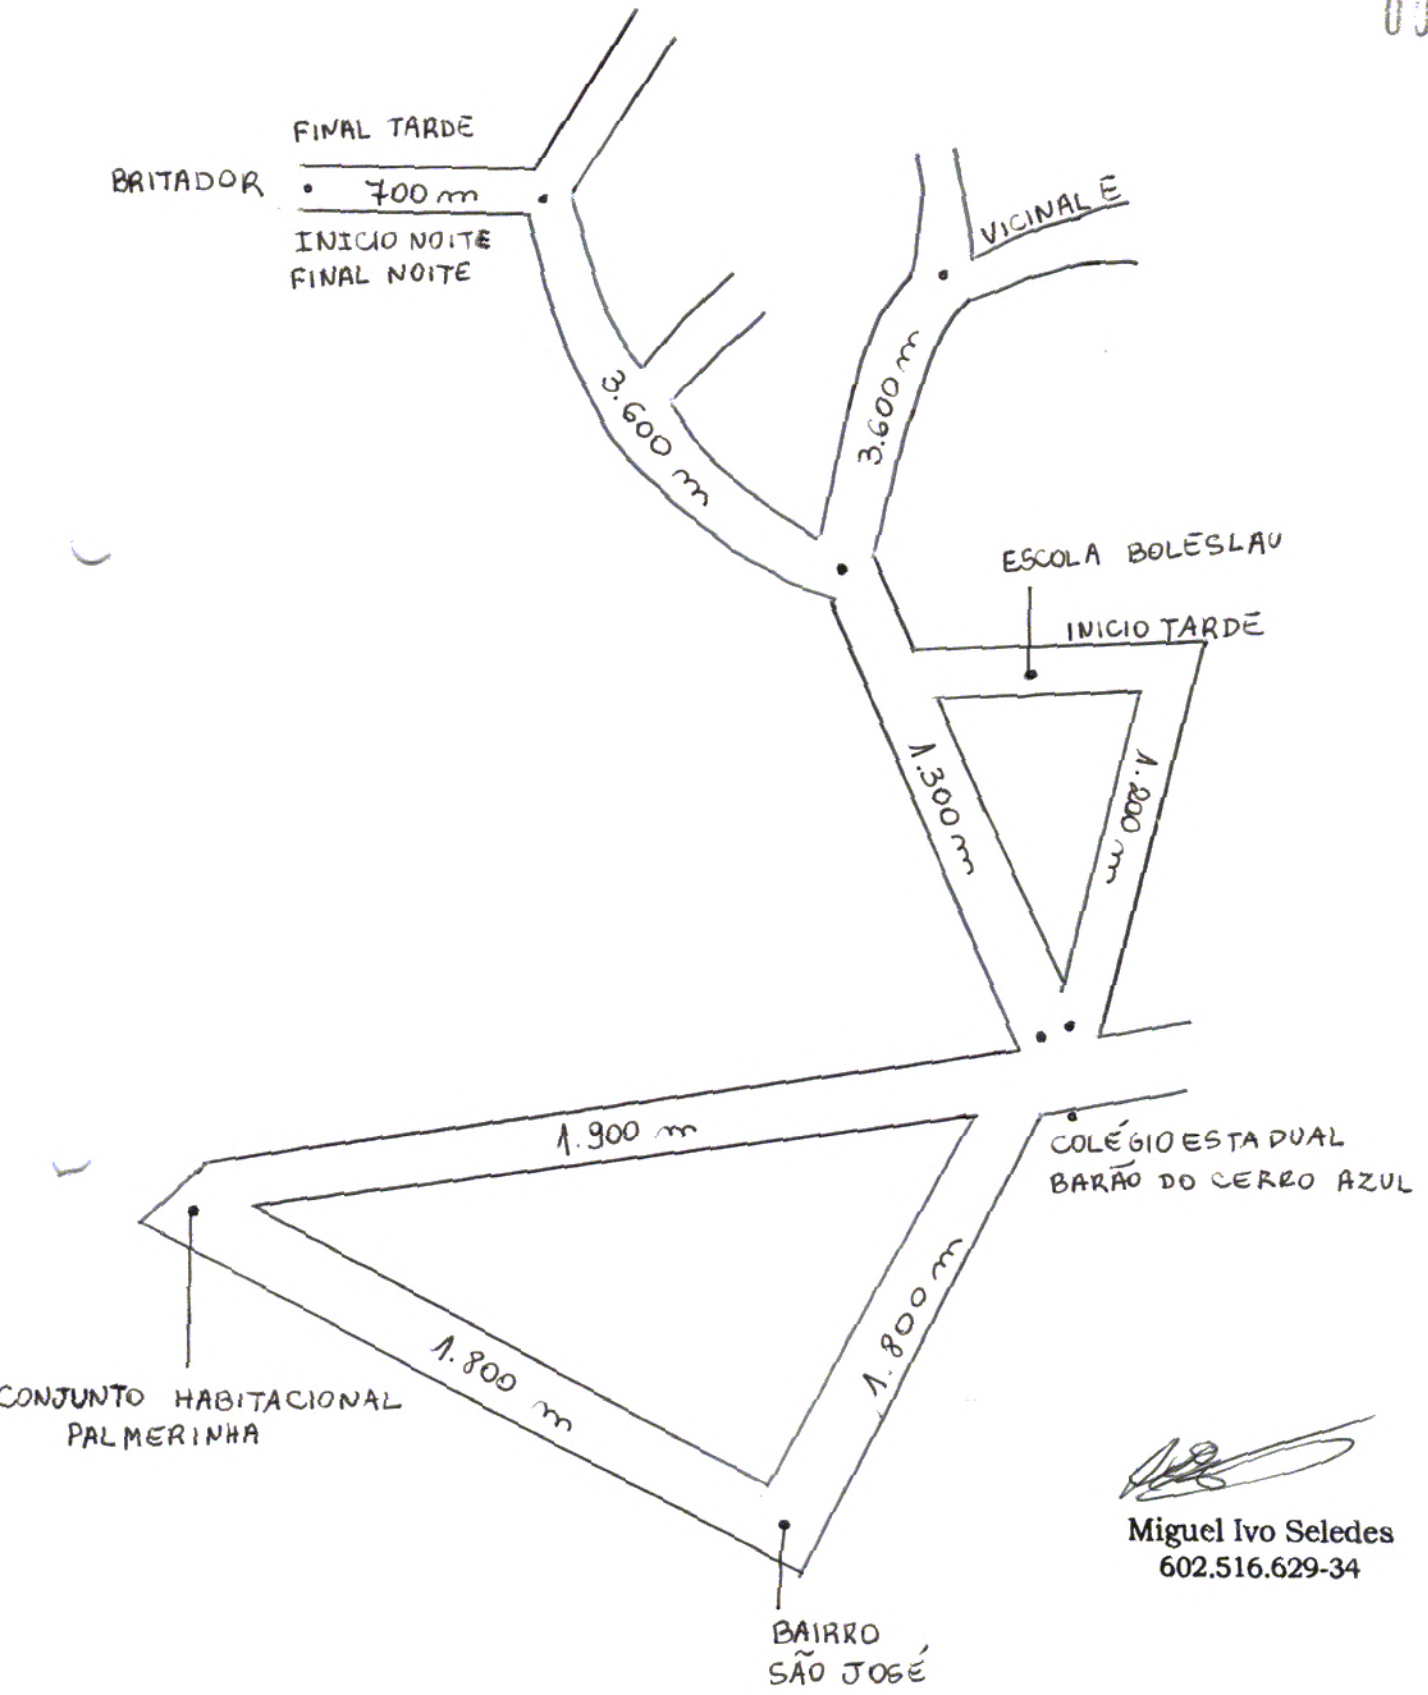 FINAL TARDE
BRITADOR
700 m
INICIO NOITE
FINAL NOITE
VICINAL E
3.600 m
3.600 m
ESCOLA BOLESLAU
INICIO TARDE
1.300 m
1.200 m
1.900 m
COLÉGIO ESTADUAL
BARÃO DO CERRO AZUL
1.800 m
1.800 m
CONJUNTO HABITACIONAL
PALMERINHA
Miguel Ivo Seledes
602.516.629-34
BAIRRO
SÃO JOSÉ